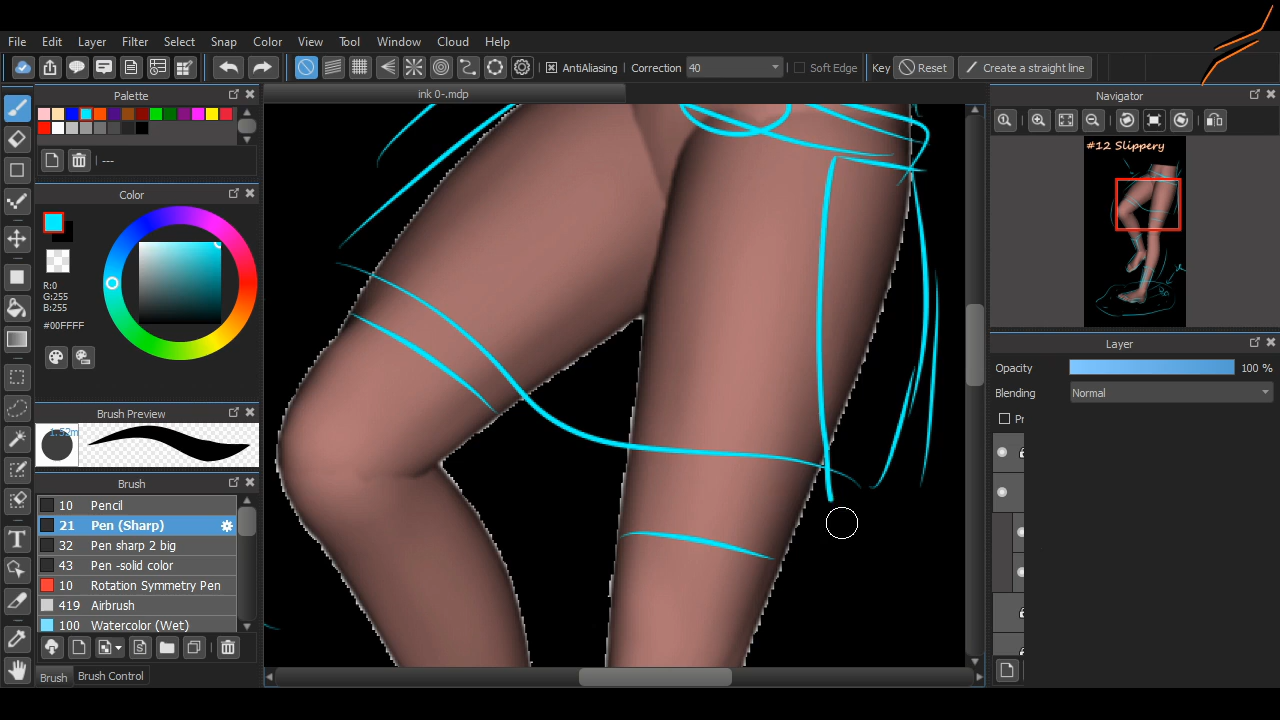 File Edit Layer Filter Select Snap Color View Tool Window Cloud Help
AntiAliasing Correction 40 Soft Edge Key Reset Create a straight line
Palette
ink 0-.mdp
Navigator
#12 Slippery
---
Color
R:0
G:255
B:255
#00FFFF
Layer
Opacity 100 %
Blending Normal
Pr
Brush Preview
Brush
10 Pencil
21 Pen (Sharp)
32 Pen sharp 2 big
43 Pen -solid color
10 Rotation Symmetry Pen
419 Airbrush
100 Watercolor (Wet)
Brush Brush Control